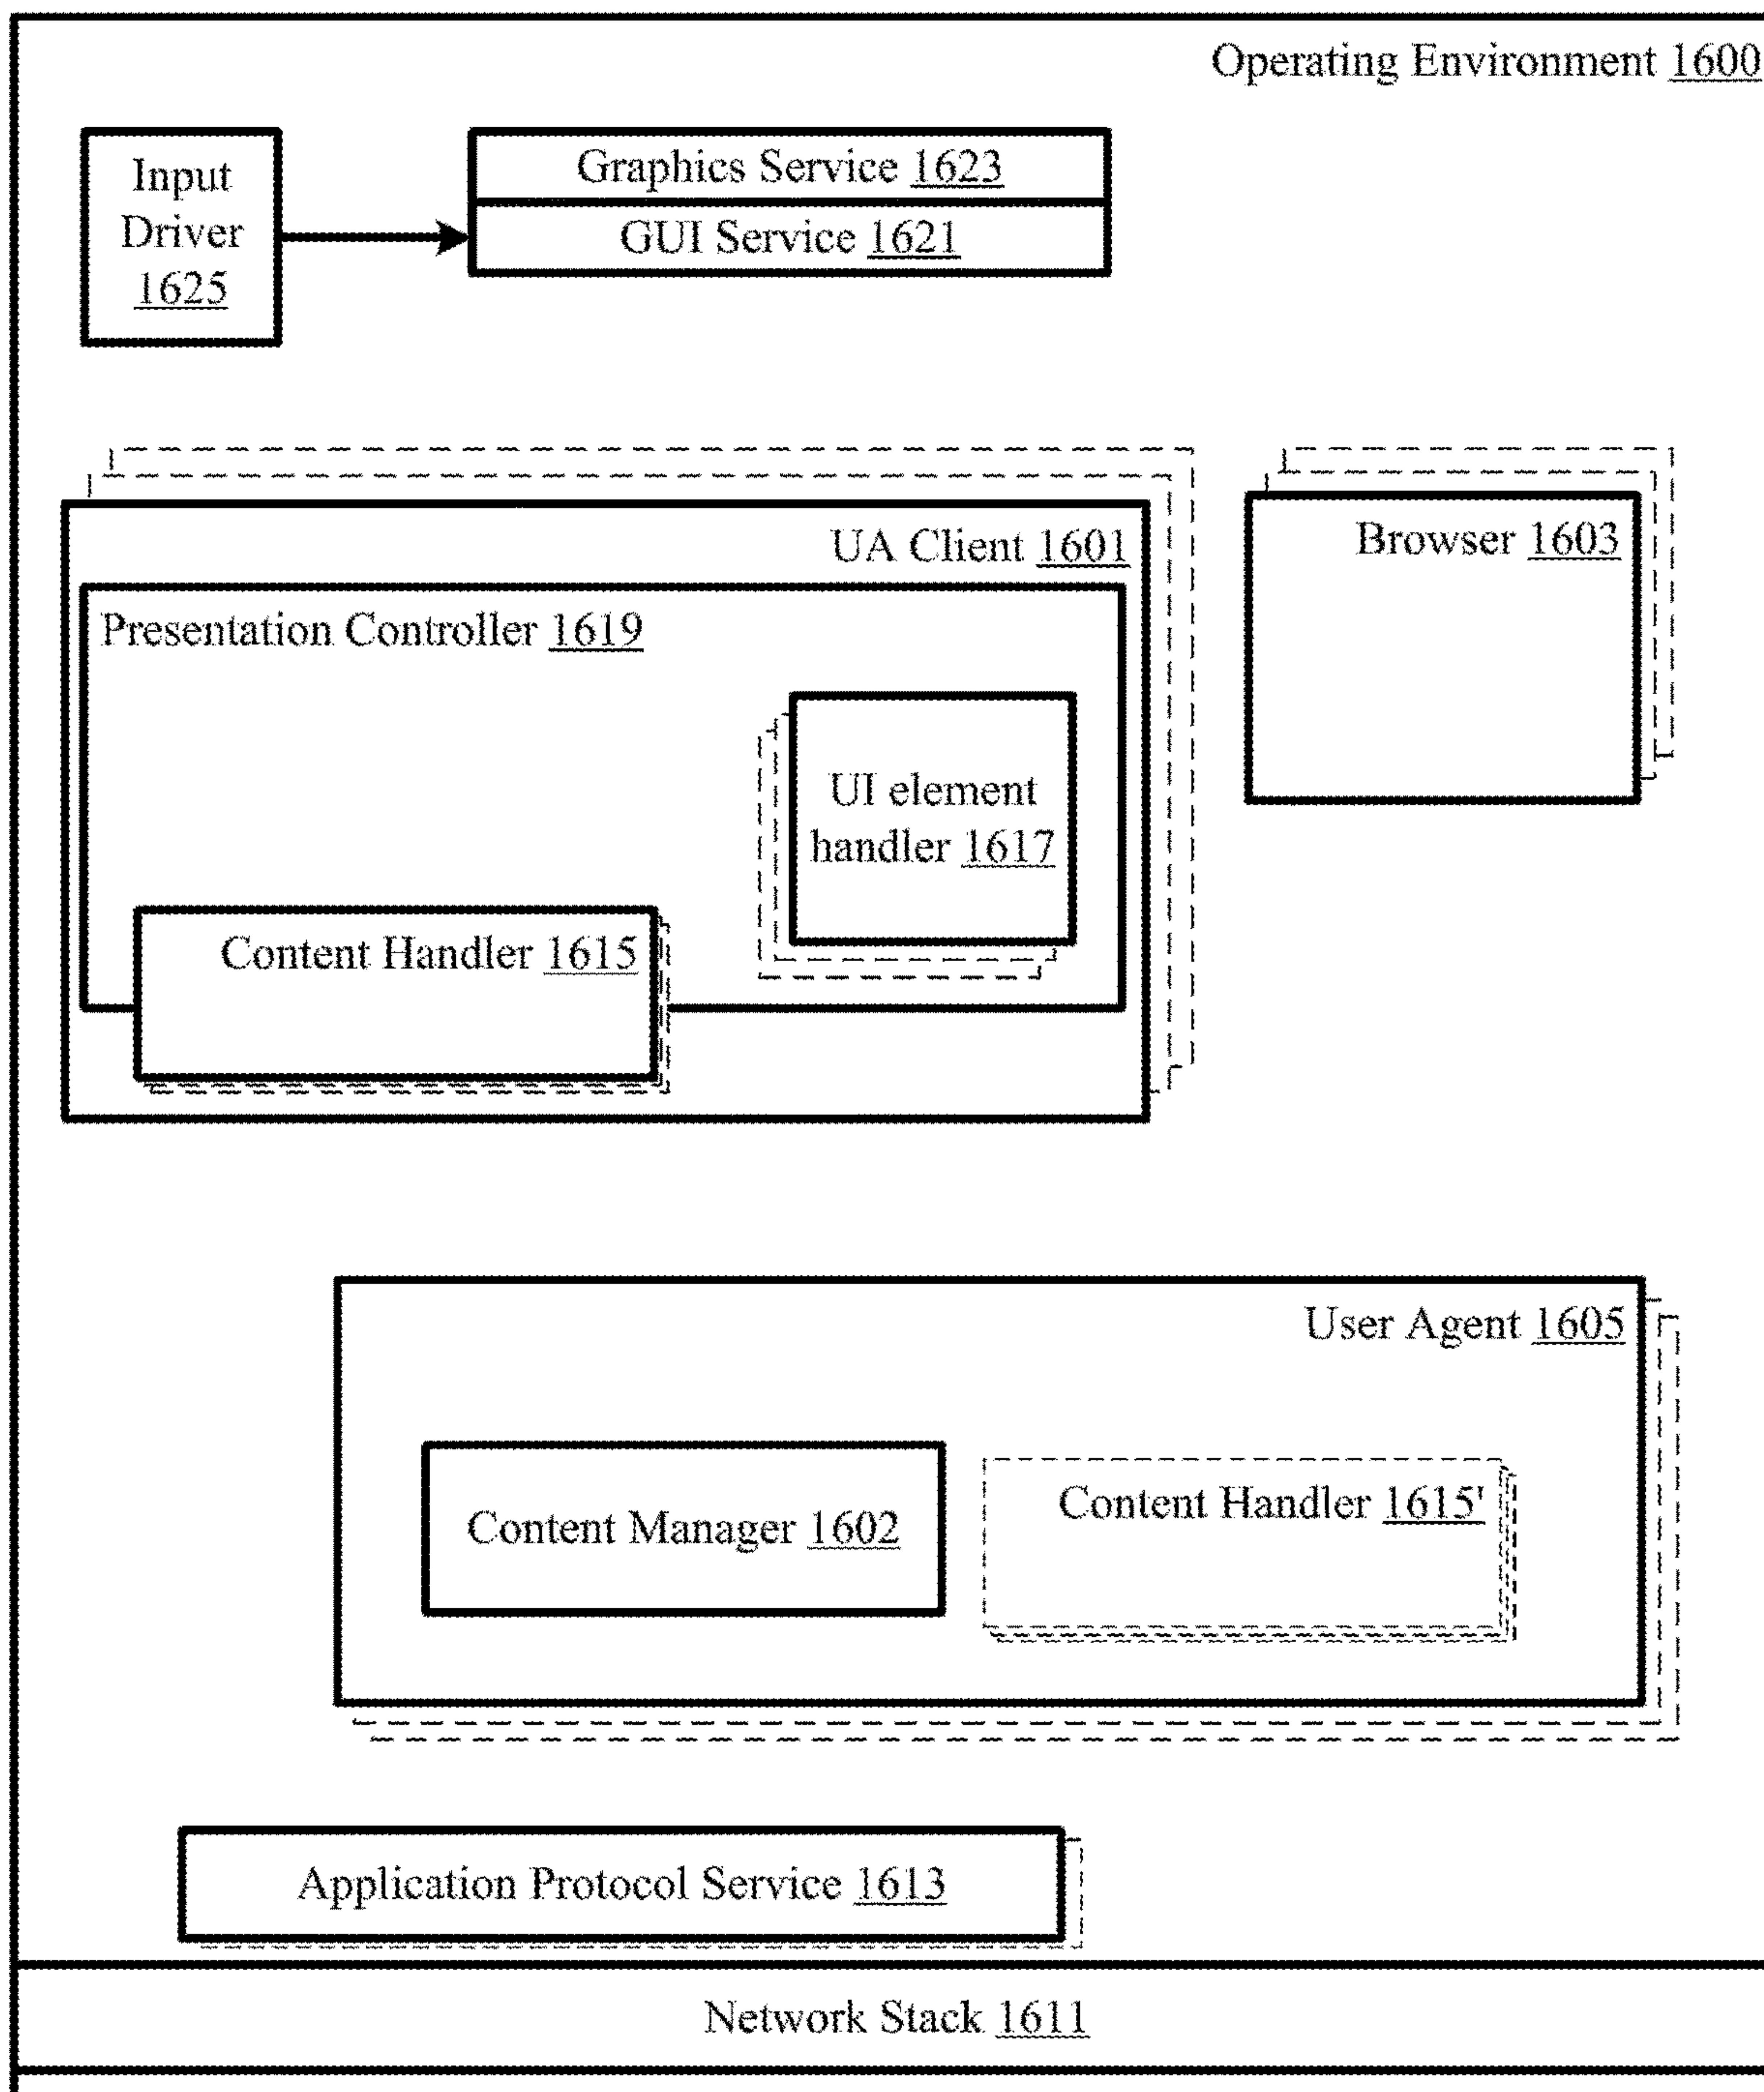 Operating Environment 1600
Input
Driver
1625
Graphics Service 1623
GUI Service 1621
UA Client 1601
Browser 1603
Presentation Controller 1619
UI element
handler 1617
Content Handler 1615
User Agent 1605
Content Manager 1602
Content Handler 1615'
Application Protocol Service 1613
Network Stack 1611